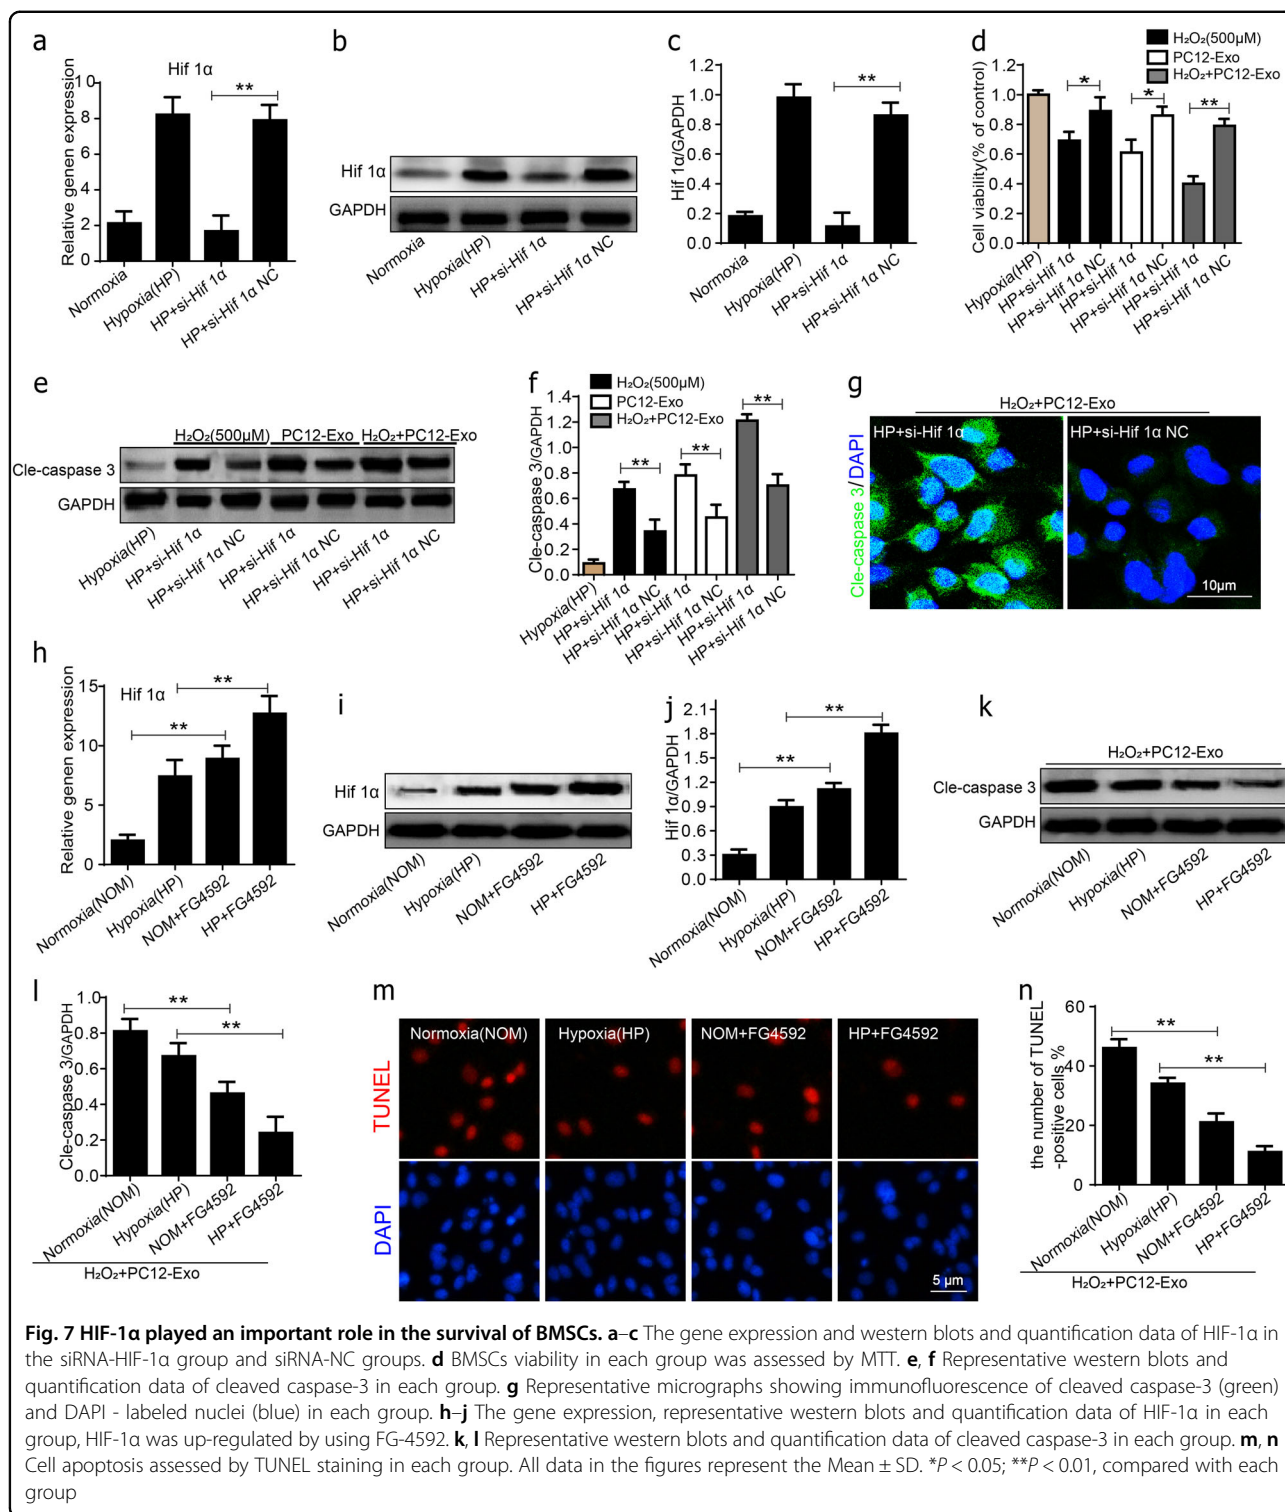 a
Hif 1α
**
Relative genen expression
8
6
4
2
0
Normoxia
Hypoxia(HP)
HP+si-Hif 1α
HP+si-Hif 1α NC
b
Hif 1α
GAPDH
Normoxia
Hypoxia(HP)
HP+si-Hif 1α
HP+si-Hif 1α NC
c
**
Hif 1α/GAPDH
1.2
1.0
0.8
0.6
0.4
0.2
0.0
Normoxia
Hypoxia(HP)
HP+si-Hif 1α
HP+si-Hif 1α NC
d
H₂O₂(500μM)
PC12-Exo
H₂O₂+PC12-Exo
* * **
Cell viability(% of control)
1.2
1.0
0.8
0.6
0.4
0.2
0.0
Hypoxia(HP)
HP+si-Hif 1α
HP+si-Hif 1α NC
HP+si-Hif 1α
HP+si-Hif 1α NC
HP+si-Hif 1α
HP+si-Hif 1α NC
e
H₂O₂(500μM) PC12-Exo H₂O₂+PC12-Exo
Cle-caspase 3
GAPDH
Hypoxia(HP)
HP+si-Hif 1α
HP+si-Hif 1α NC
HP+si-Hif 1α
HP+si-Hif 1α NC
HP+si-Hif 1α
HP+si-Hif 1α NC
f
H₂O₂(500μM)
PC12-Exo
H₂O₂+PC12-Exo
** ** **
Cle-caspase 3/GAPDH
1.4
1.2
0.9
0.6
0.4
0.2
0.0
Hypoxia(HP)
HP+si-Hif 1α
HP+si-Hif 1α NC
HP+si-Hif 1α
HP+si-Hif 1α NC
HP+si-Hif 1α
HP+si-Hif 1α NC
g
H₂O₂+PC12-Exo
HP+si-Hif 1α
HP+si-Hif 1α NC
Cle-caspase 3/DAPI
10μm
h
Hif 1α
**
**
Relative genen expression
15
10
5
0
Normoxia(NOM)
Hypoxia(HP)
NOM+FG4592
HP+FG4592
i
Hif 1α
GAPDH
Normoxia(NOM)
Hypoxia(HP)
NOM+FG4592
HP+FG4592
j
**
**
Hif 1α/GAPDH
2.1
1.8
1.2
0.9
0.6
0.3
0.0
Normoxia(NOM)
Hypoxia(HP)
NOM+FG4592
HP+FG4592
k
H₂O₂+PC12-Exo
Cle-caspase 3
GAPDH
Normoxia(NOM)
Hypoxia(HP)
NOM+FG4592
HP+FG4592
l
**
**
Cle-caspase 3/GAPDH
1.0
0.8
0.6
0.4
0.2
0.0
Normoxia(NOM)
Hypoxia(HP)
NOM+FG4592
HP+FG4592
H₂O₂+PC12-Exo
m
Normoxia(NOM) Hypoxia(HP) NOM+FG4592 HP+FG4592
TUNEL
DAPI
5 μm
n
**
**
the number of TUNEL
-positive cells %
60
40
20
0
Normoxia(NOM)
Hypoxia(HP)
NOM+FG4592
HP+FG4592
H₂O₂+PC12-Exo
Fig. 7 HIF-1α played an important role in the survival of BMSCs. a–c The gene expression and western blots and quantification data of HIF-1α in
the siRNA-HIF-1α group and siRNA-NC groups. d BMSCs viability in each group was assessed by MTT. e, f Representative western blots and
quantification data of cleaved caspase-3 in each group. g Representative micrographs showing immunofluorescence of cleaved caspase-3 (green)
and DAPI - labeled nuclei (blue) in each group. h–j The gene expression, representative western blots and quantification data of HIF-1α in each
group, HIF-1α was up-regulated by using FG-4592. k, l Representative western blots and quantification data of cleaved caspase-3 in each group. m, n
Cell apoptosis assessed by TUNEL staining in each group. All data in the figures represent the Mean ± SD. *P < 0.05; **P < 0.01, compared with each
group